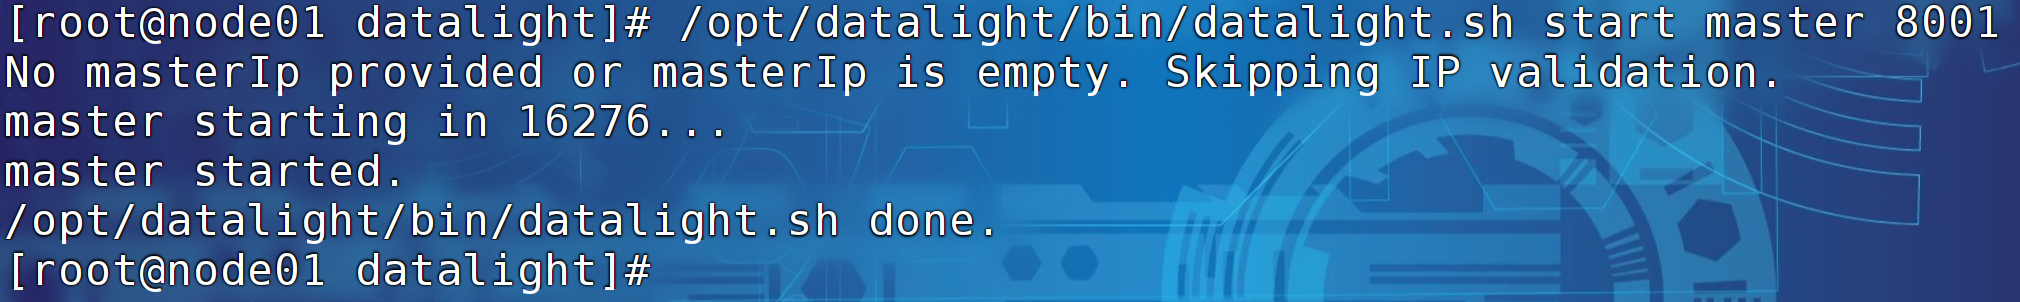 [root@node01 datalight]# /opt/datalight/bin/datalight.sh start master 8001
No masterIp provided or masterIp is empty. Skipping IP validation.
master starting in 16276...
master started.
/opt/datalight/bin/datalight.sh done.
[root@node01 datalight]#